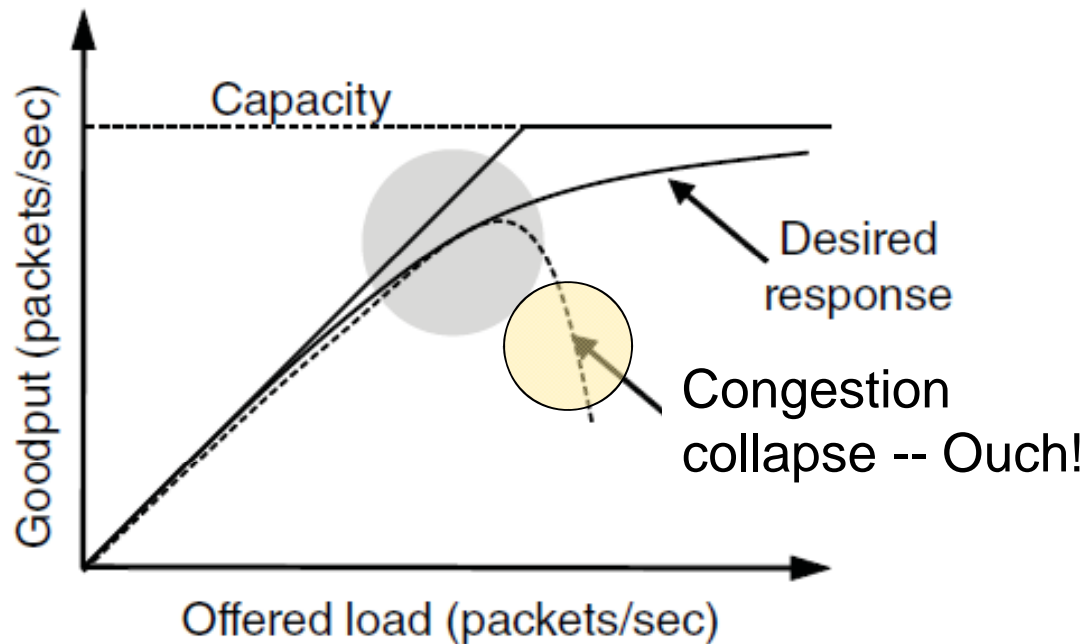 Capacity
Goodput (packets/sec)
Desired
response
Congestion
collapse -- Ouch!
Offered load (packets/sec)